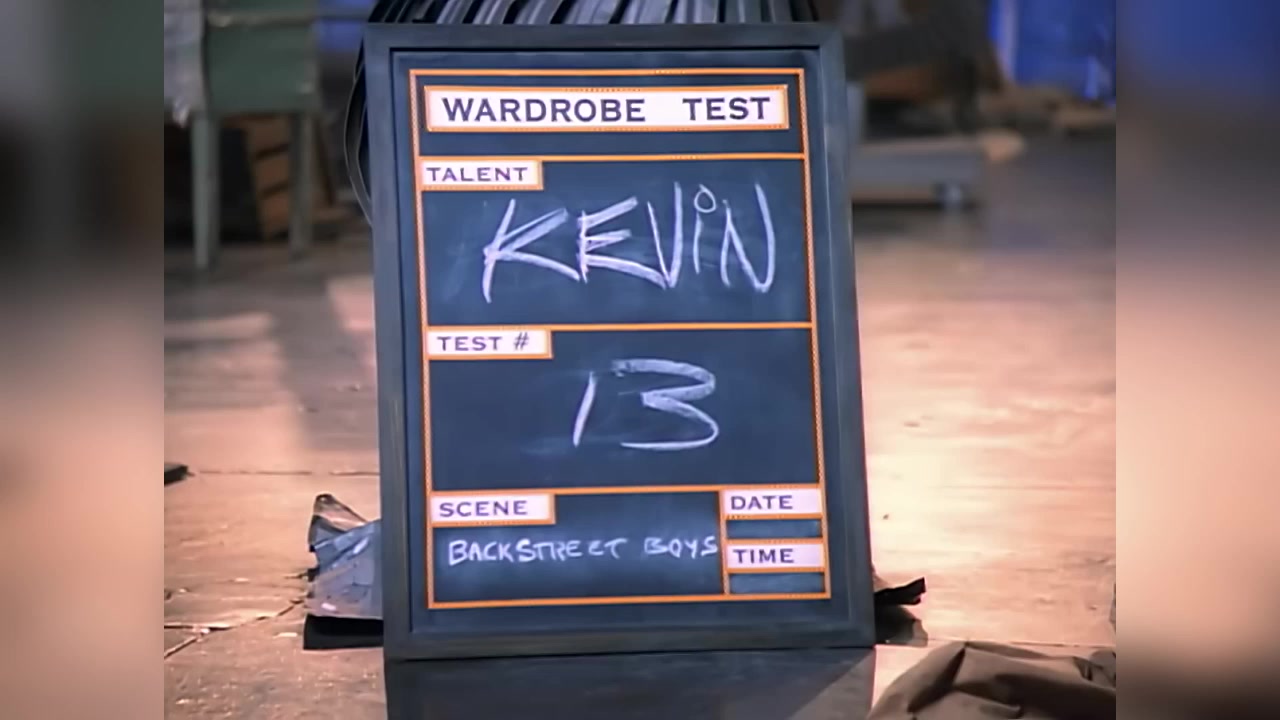 WARDROBE TEST
TALENT
KEViN
TEST #
13
SCENE
BACKSTREET BOYS
DATE
TIME